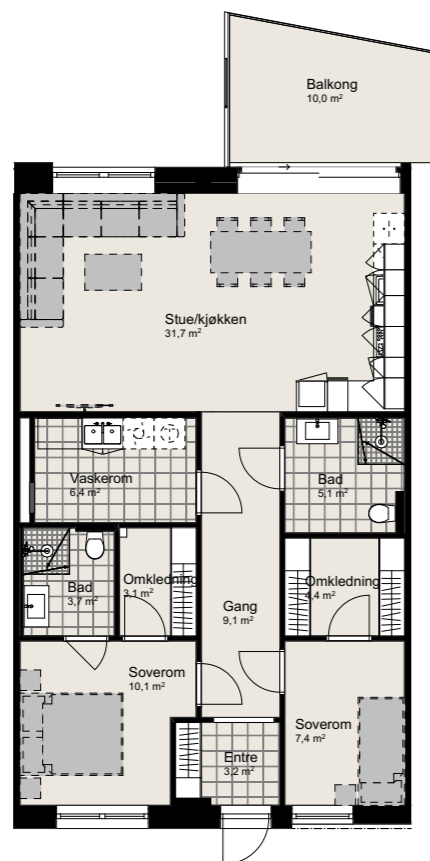 Balkong
10,0 m²
Stue/kjøkken
31,7 m²
Vaskerom
6,4 m²
Bad
5,1 m²
Bad
3,7 m²
Omkledning
3,1 m²
Omkledning
4,4 m²
Gang
9,1 m²
Soverom
10,1 m²
Soverom
7,4 m²
Entre
3,2 m²